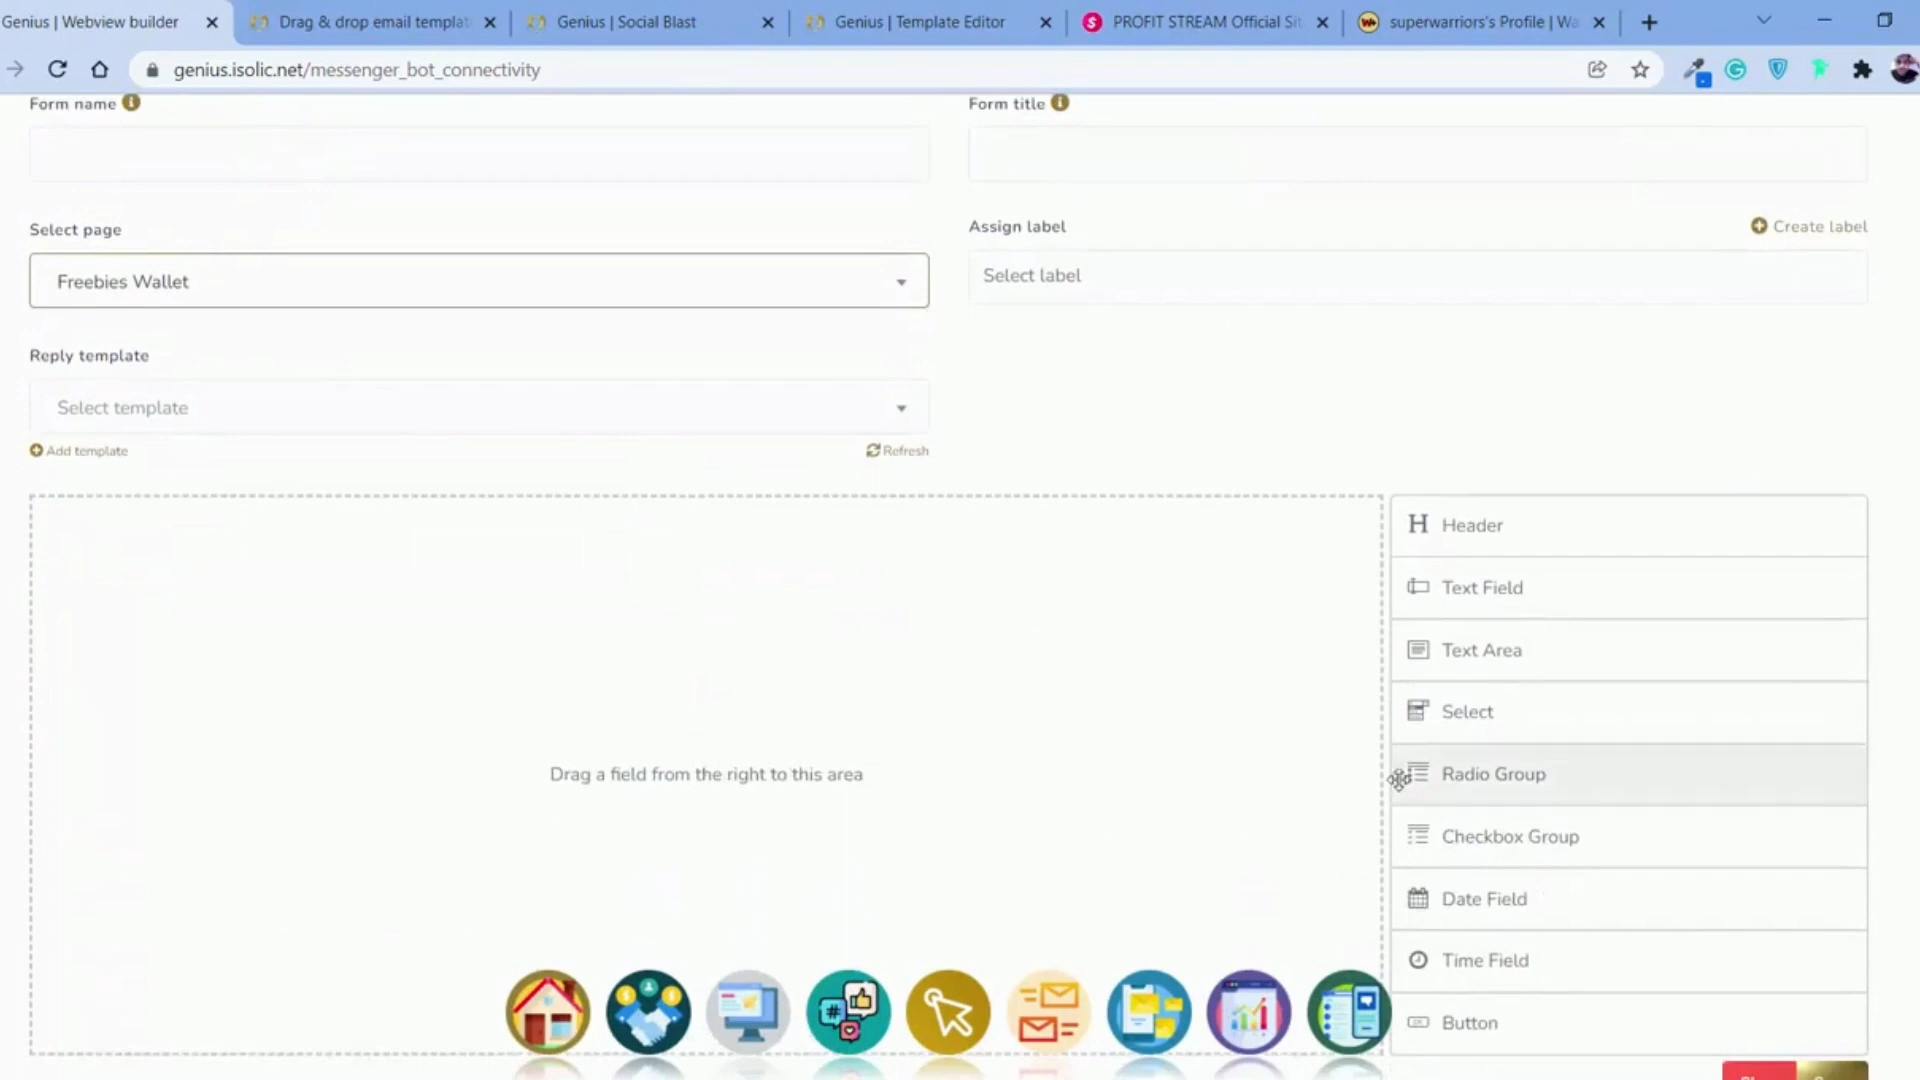 Genius | Webview builder
Drag & drop email templat
Genius | Social Blast
Genius | Template Editor
PROFIT STREAM Official Sit
superwarriors's Profile | Wa
genius.isolic.net/messenger_bot_connectivity
Form name
Form title
Select page
Assign label
Create label
Freebies Wallet
Select label
Reply template
Select template
Add template
Refresh
Drag a field from the right to this area
H Header
Text Field
Text Area
Select
Radio Group
Checkbox Group
Date Field
Time Field
Button